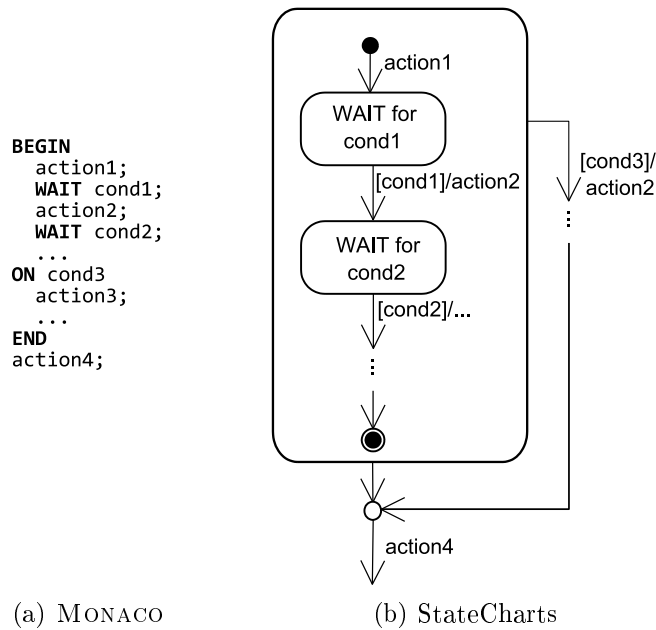 BEGIN
action1;
WAIT cond1;
action2;
WAIT cond2;
...
ON cond3
action3;
...
END
action4;
action1
WAIT for
cond1
[cond1]/action2
WAIT for
cond2
[cond2]/...
...
[cond3]/
action2
...
action4
(a) MONACO
(b) StateCharts